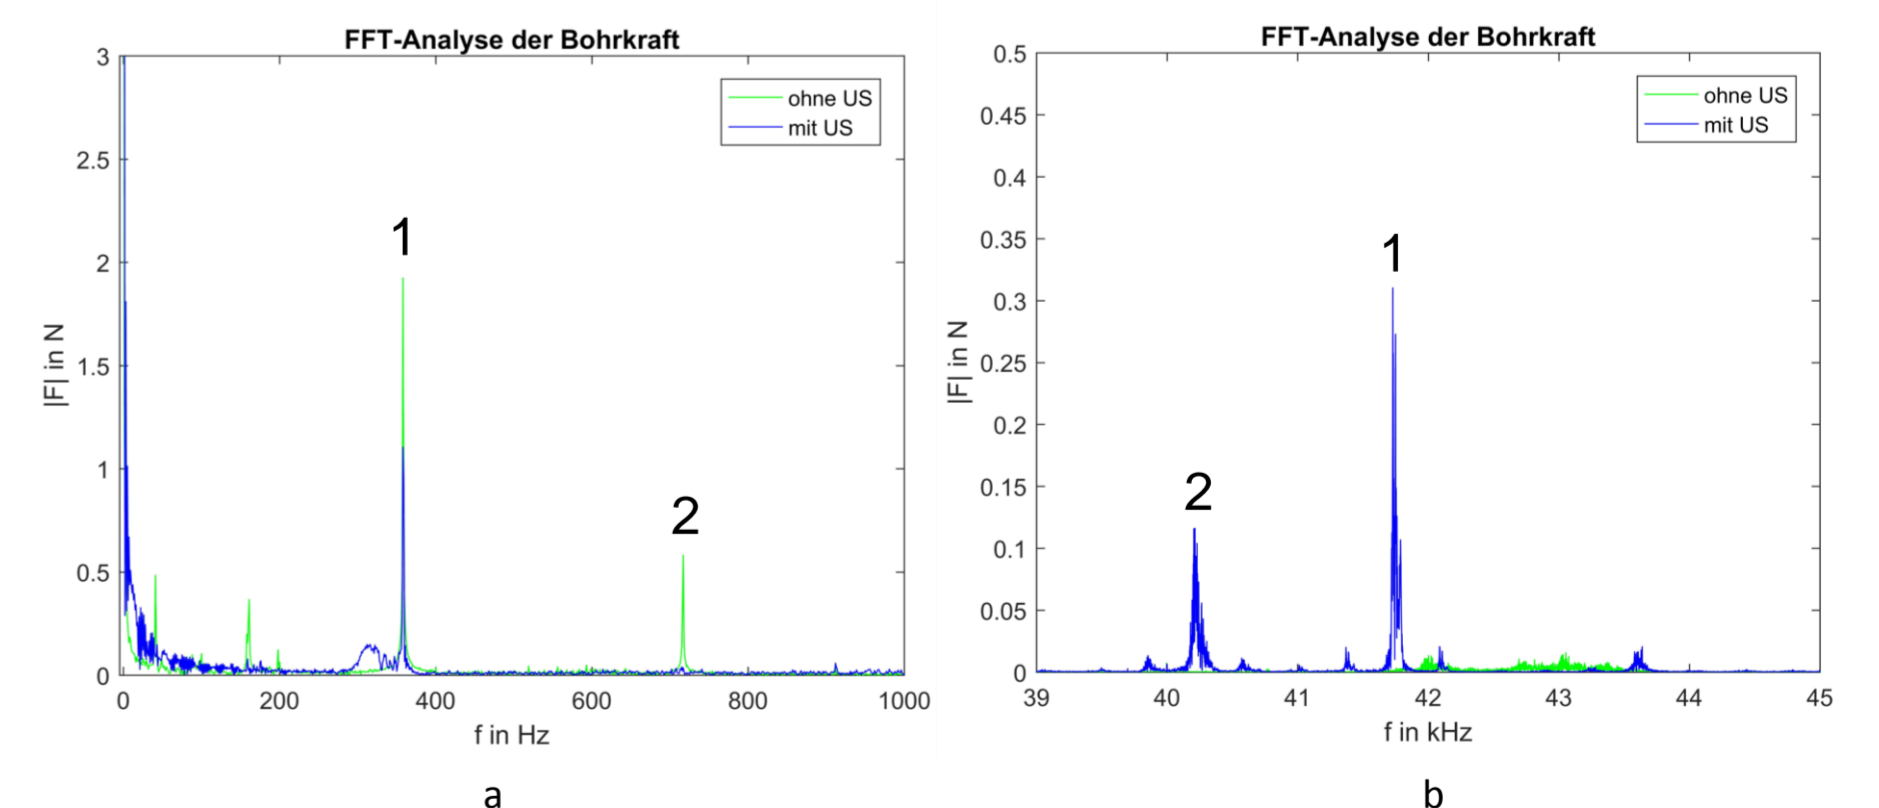 FFT-Analyse der Bohrkraft
3
2.5
2
1.5
1
0.5
0
|F| in N
ohne US
mit US
1
2
0
200
400
600
800
1000
f in Hz
a
FFT-Analyse der Bohrkraft
0.5
0.45
0.4
0.35
0.3
0.25
0.2
0.15
0.1
0.05
0
|F| in N
ohne US
mit US
1
2
39
40
41
42
43
44
45
f in kHz
b